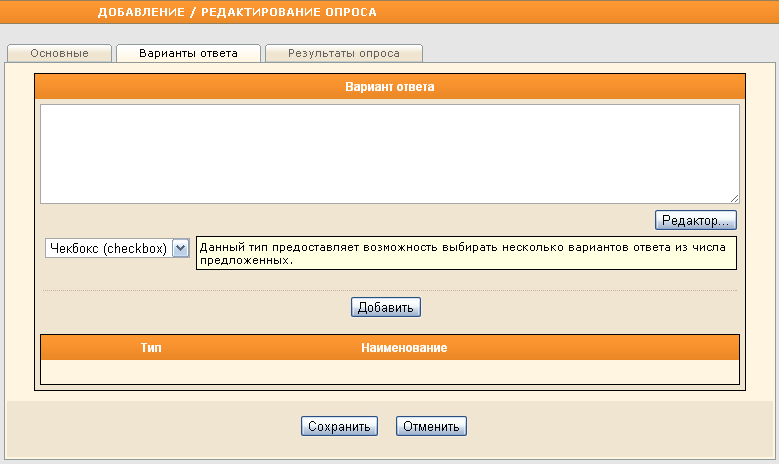 ДОБАВЛЕНИЕ / РЕДАКТИРОВАНИЕ ОПРОСА
Основные Варианты ответа Результаты опроса
Вариант ответа
Редактор...
Чекбокс (checkbox) Данный тип предоставляет возможность выбирать несколько вариантов ответа из числа
предложенных.
Добавить
Тип Наименование
Сохранить Отменить